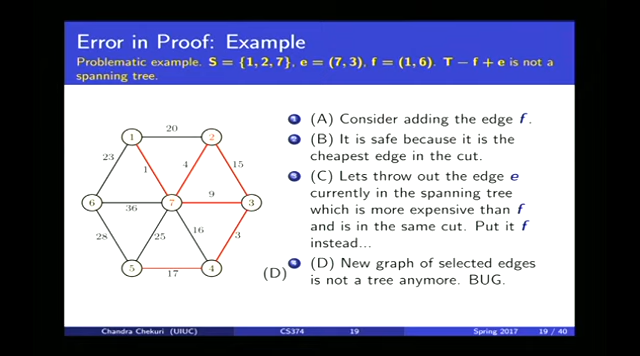 Error in Proof: Example
Problematic example. S = {1, 2, 7}, e = (7, 3), f = (1, 6). T − f + e is not a
spanning tree.
1 (A) Consider adding the edge f.
2 (B) It is safe because it is the
cheapest edge in the cut.
3 (C) Lets throw out the edge e
currently in the spanning tree
which is more expensive than f
and is in the same cut. Put it f
instead...
4 (D) New graph of selected edges
is not a tree anymore. BUG.
20
1
2
23
1
4
15
9
6
7
3
36
28
25
16
3
5
17
4
(D)
Chandra Chekuri (UIUC)
CS374
19
Spring 2017
19 / 40